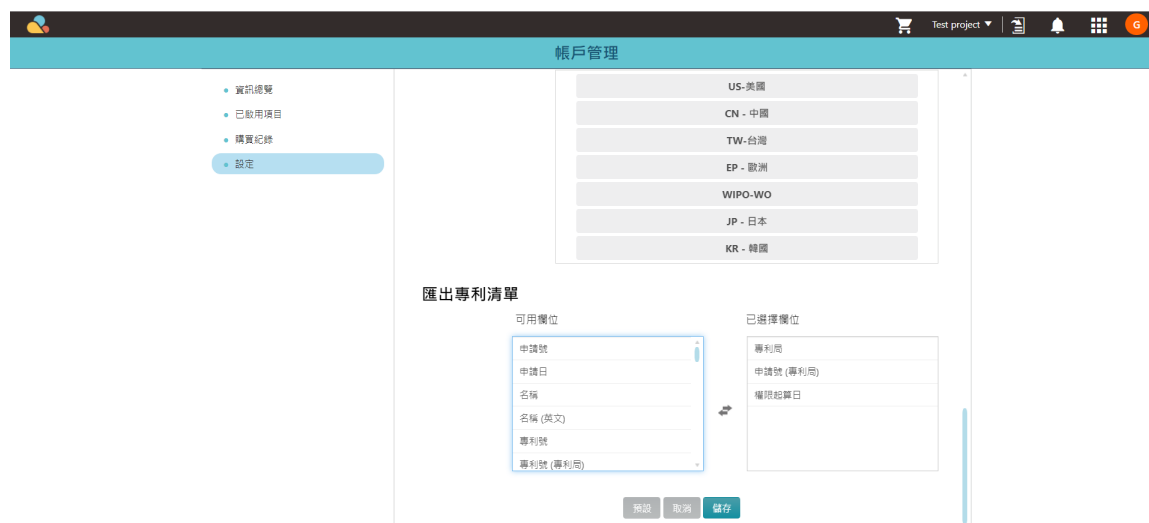 Test project
G
帳戶管理
資訊總覽
已啟用項目
購買紀錄
設定
US-美國
CN - 中國
TW-台灣
EP - 歐洲
WIPO-WO
JP - 日本
KR - 韓國
匯出專利清單
可用欄位
已選擇欄位
申請號
申請日
名稱
名稱 (英文)
專利號
專利號 (專利局)
專利局
申請號 (專利局)
權限起算日
預設
取消
儲存